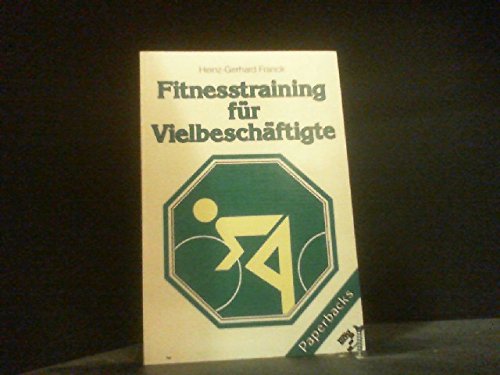 Heinz-Gerhard Franck
Fitnesstraining
für
Vielbeschäftigte
Paperbacks